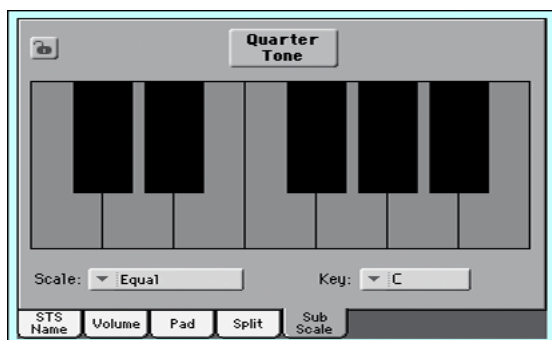 Quarter
Tone
Scale: Equal
Key: C
STS
Name
Volume
Pad
Split
Sub
Scale